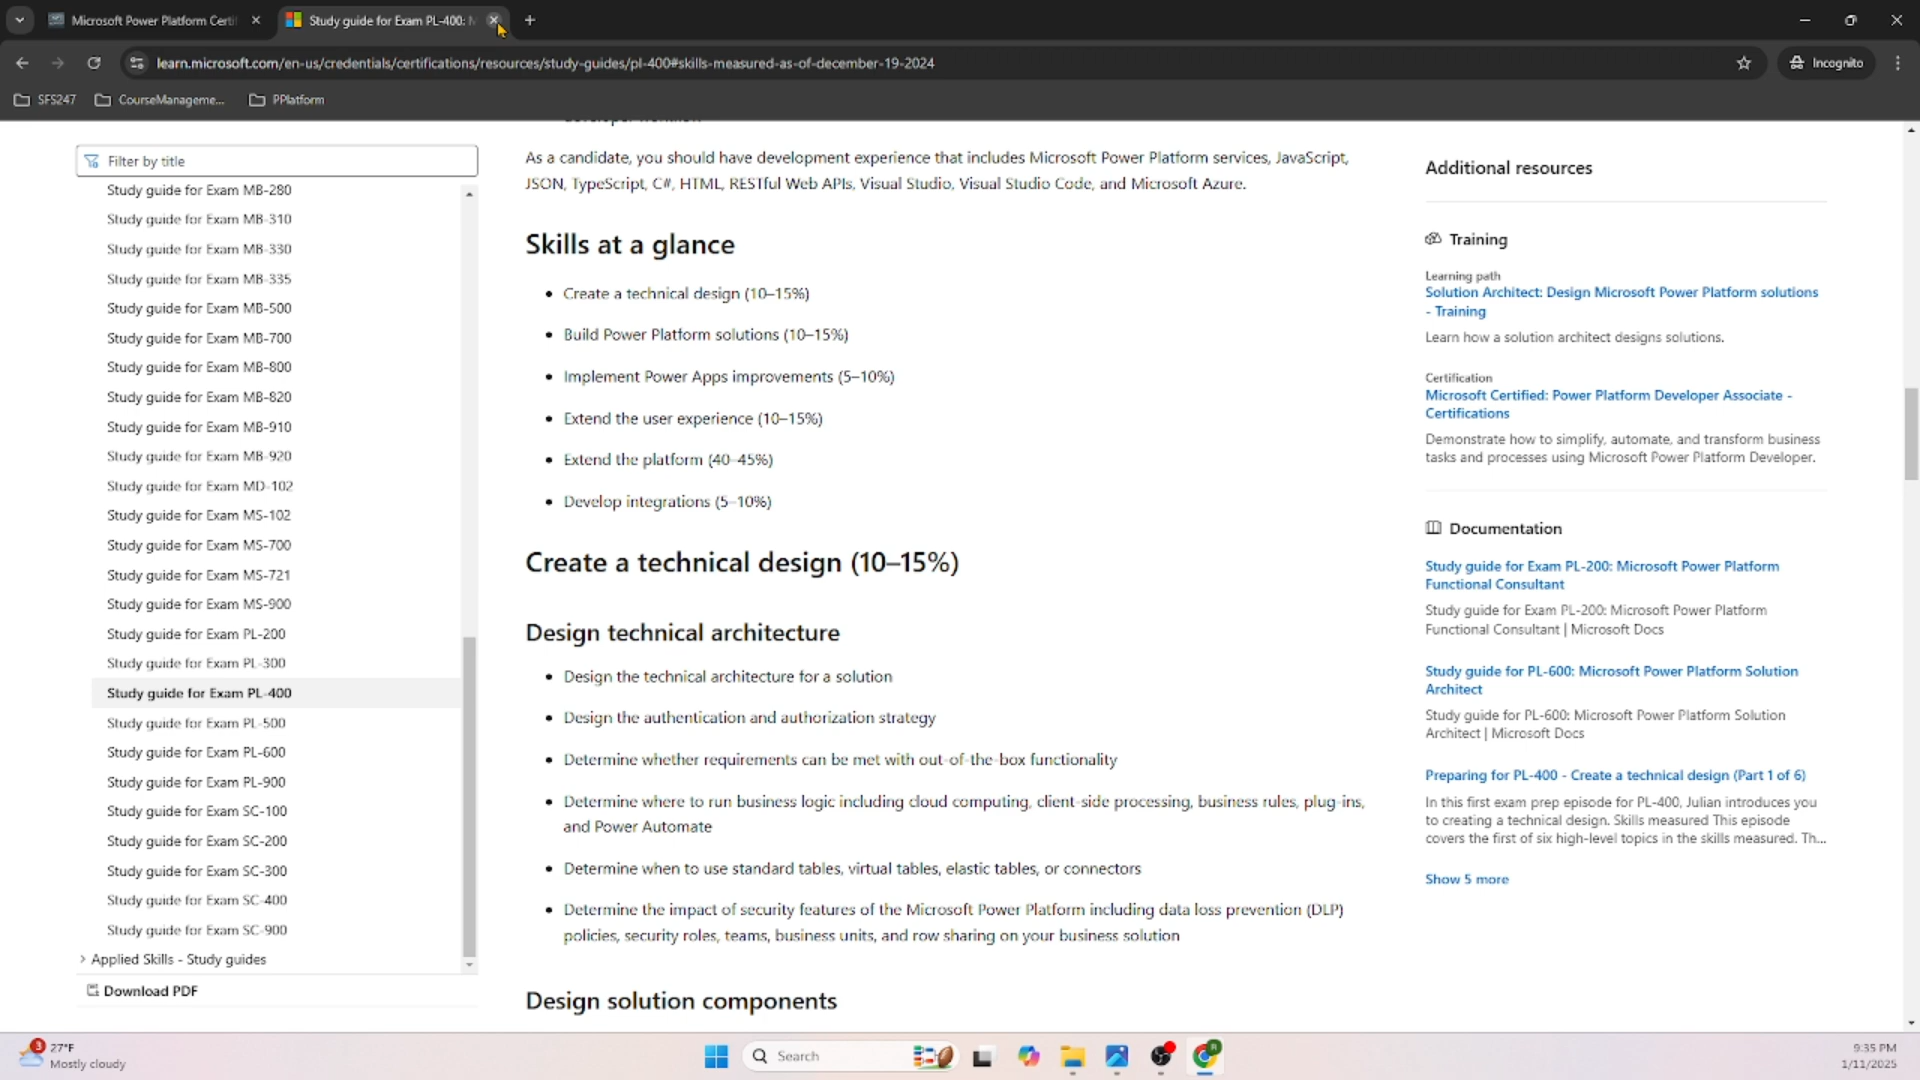 Microsoft Power Platform Certi
Study guide for Exam PL-400: M
learn.microsoft.com/en-us/credentials/certifications/resources/study-guides/pl-400#skills-measured-as-of-december-19-2024
Incognito
SFS247
CourseManageme...
PPlatform
Filter by title
Study guide for Exam MB-280
Study guide for Exam MB-310
Study guide for Exam MB-330
Study guide for Exam MB-335
Study guide for Exam MB-500
Study guide for Exam MB-700
Study guide for Exam MB-800
Study guide for Exam MB-820
Study guide for Exam MB-910
Study guide for Exam MB-920
Study guide for Exam MD-102
Study guide for Exam MS-102
Study guide for Exam MS-700
Study guide for Exam MS-721
Study guide for Exam MS-900
Study guide for Exam PL-200
Study guide for Exam PL-300
Study guide for Exam PL-400
Study guide for Exam PL-500
Study guide for Exam PL-600
Study guide for Exam PL-900
Study guide for Exam SC-100
Study guide for Exam SC-200
Study guide for Exam SC-300
Study guide for Exam SC-400
Study guide for Exam SC-900
Applied Skills - Study guides
Download PDF
As a candidate, you should have development experience that includes Microsoft Power Platform services, JavaScript,
JSON, TypeScript, C#, HTML, RESTful Web APIs, Visual Studio, Visual Studio Code, and Microsoft Azure.
Skills at a glance
• Create a technical design (10–15%)
• Build Power Platform solutions (10–15%)
• Implement Power Apps improvements (5–10%)
• Extend the user experience (10–15%)
• Extend the platform (40–45%)
• Develop integrations (5–10%)
Create a technical design (10–15%)
Design technical architecture
• Design the technical architecture for a solution
• Design the authentication and authorization strategy
• Determine whether requirements can be met with out-of-the-box functionality
• Determine where to run business logic including cloud computing, client-side processing, business rules, plug-ins,
and Power Automate
• Determine when to use standard tables, virtual tables, elastic tables, or connectors
• Determine the impact of security features of the Microsoft Power Platform including data loss prevention (DLP)
policies, security roles, teams, business units, and row sharing on your business solution
Design solution components
Additional resources
Training
Learning path
Solution Architect: Design Microsoft Power Platform solutions
- Training
Learn how a solution architect designs solutions.
Certification
Microsoft Certified: Power Platform Developer Associate -
Certifications
Demonstrate how to simplify, automate, and transform business
tasks and processes using Microsoft Power Platform Developer.
Documentation
Study guide for Exam PL-200: Microsoft Power Platform
Functional Consultant
Study guide for Exam PL-200: Microsoft Power Platform
Functional Consultant | Microsoft Docs
Study guide for PL-600: Microsoft Power Platform Solution
Architect
Study guide for PL-600: Microsoft Power Platform Solution
Architect | Microsoft Docs
Preparing for PL-400 - Create a technical design (Part 1 of 6)
In this first exam prep episode for PL-400, Julian introduces you
to creating a technical design. Skills measured This episode
covers the first of six high-level topics in the skills measured. Th...
Show 5 more
3
27°F
Mostly cloudy
Search
9:35 PM
1/11/2025